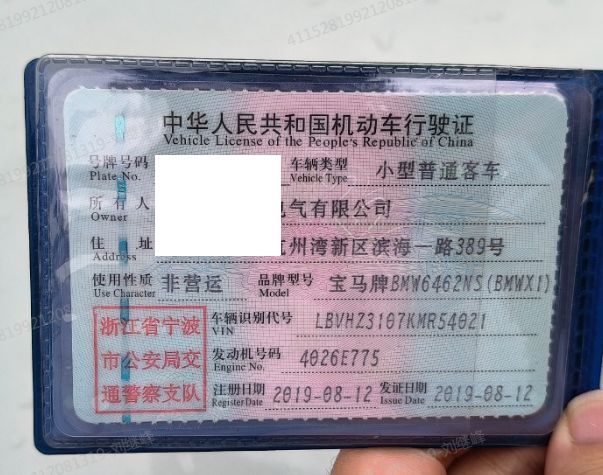 中华人民共和国机动车行驶证
Vehicle License of the People's Republic of China
号牌号码
Plate No.
车辆类型
Vehicle Type
小型普通客车
所有人
Owner
气有限公司
住址
Address
州湾新区滨海一路389号
使用性质
Use Character
非营运
品牌型号
Model
宝马牌BMW6462NS(BMWX1)
浙江省宁波
市公安局交
通警察支队
车辆识别代号
VIN
LBVHZ3107KMR54021
发动机号码
Engine No.
4026E775
注册日期
Register Date
2019-08-12
发证日期
Issue Date
2019-08-12